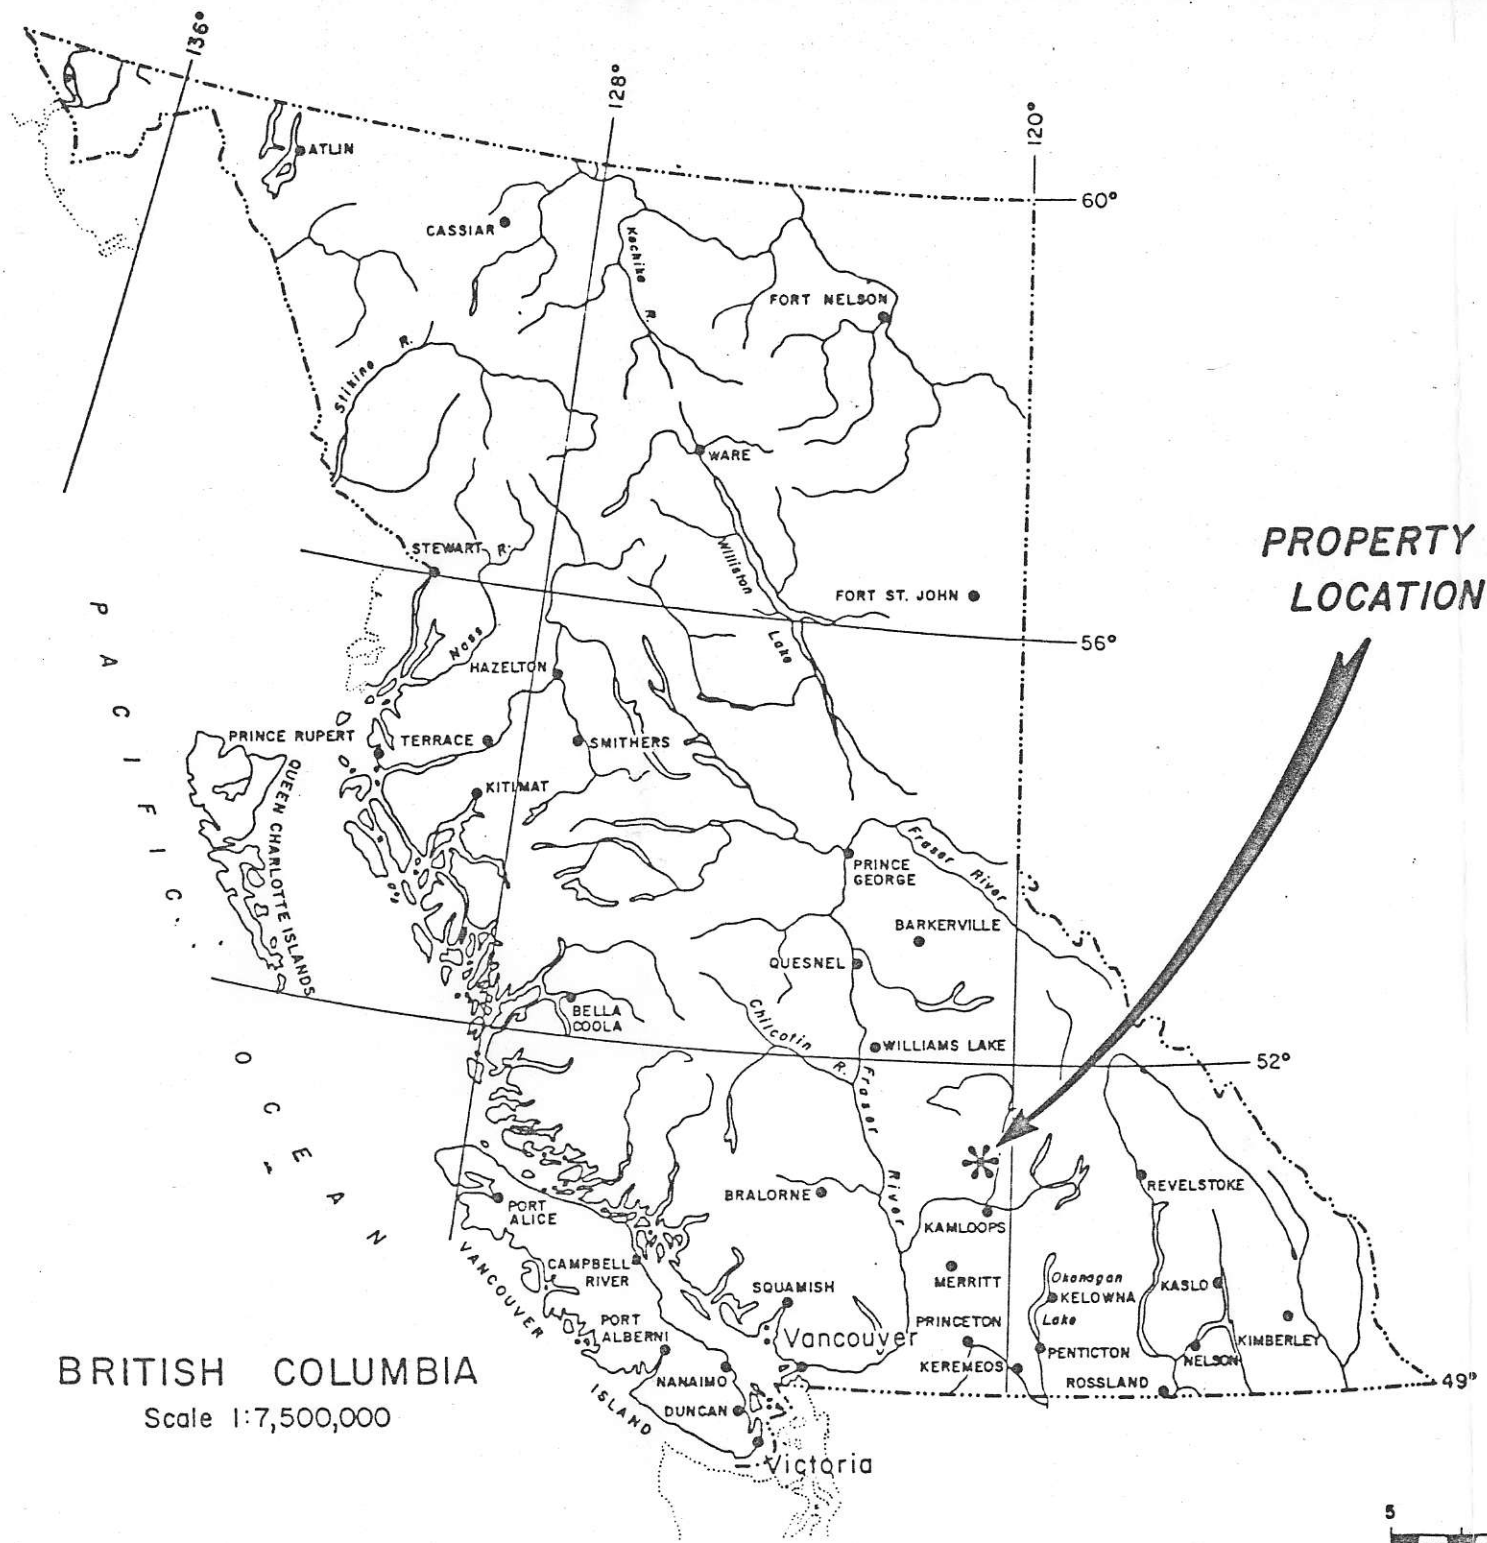 136°
128°
120°
ATLIN
60°
CASSIAR
Kechika
R.
FORT NELSON
Stikine R.
WARE
PROPERTY
LOCATION
STEWART
R.
Williston
Lake
FORT ST. JOHN
56°
PACIFIC
OCEAN
Nass
HAZELTON
PRINCE RUPERT
TERRACE
SMITHERS
KITIMAT
QUEEN CHARLOTTE ISLANDS
PRINCE
GEORGE
Fraser River
BARKERVILLE
QUESNEL
BELLA
COOLA
Chilcotin
R.
WILLIAMS LAKE
52°
Fraser
River
BRALORNE
REVELSTOKE
PORT
ALICE
KAMLOOPS
VANCOUVER
ISLAND
CAMPBELL
RIVER
MERRITT
Okanagan
Lake
KELOWNA
KASLO
SQUAMISH
PORT
ALBERNI
Vancouver
PRINCETON
KIMBERLEY
PENTICTON
NELSON
KEREMEOS
NANAIMO
ROSSLAND
49°
DUNCAN
Victoria
BRITISH COLUMBIA
Scale 1:7,500,000
5